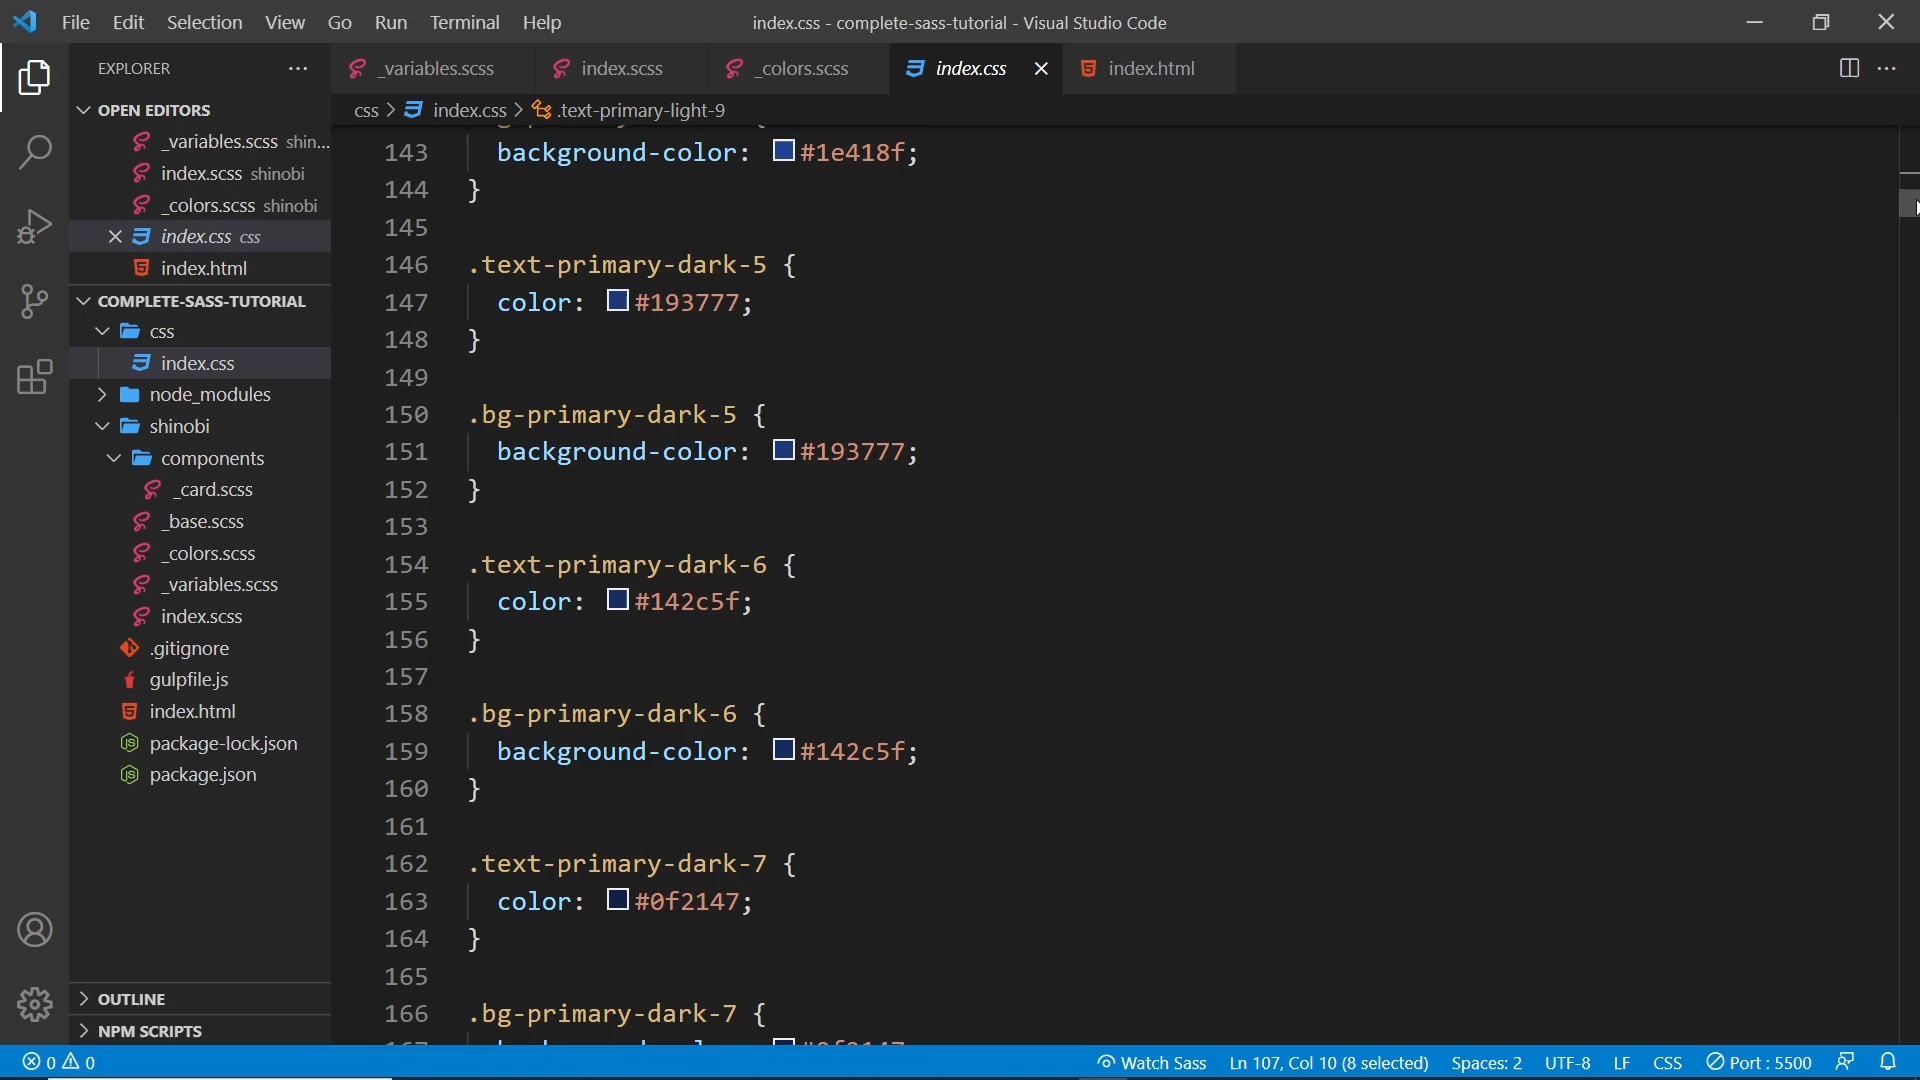 File Edit Selection View Go Run Terminal Help
index.css - complete-sass-tutorial - Visual Studio Code
EXPLORER
_variables.scss
index.scss
_colors.scss
index.css
index.html
css > index.css > .text-primary-light-9
OPEN EDITORS
_variables.scss shin...
index.scss shinobi
_colors.scss shinobi
index.css css
index.html
COMPLETE-SASS-TUTORIAL
css
index.css
node_modules
shinobi
components
_card.scss
_base.scss
_colors.scss
_variables.scss
index.scss
.gitignore
gulpfile.js
index.html
package-lock.json
package.json
OUTLINE
NPM SCRIPTS
143 background-color: #1e418f;
144 }
145
146 .text-primary-dark-5 {
147 color: #193777;
148 }
149
150 .bg-primary-dark-5 {
151 background-color: #193777;
152 }
153
154 .text-primary-dark-6 {
155 color: #142c5f;
156 }
157
158 .bg-primary-dark-6 {
159 background-color: #142c5f;
160 }
161
162 .text-primary-dark-7 {
163 color: #0f2147;
164 }
165
166 .bg-primary-dark-7 {
0 0
Watch Sass
Ln 107, Col 10 (8 selected)
Spaces: 2
UTF-8
LF
CSS
Port : 5500